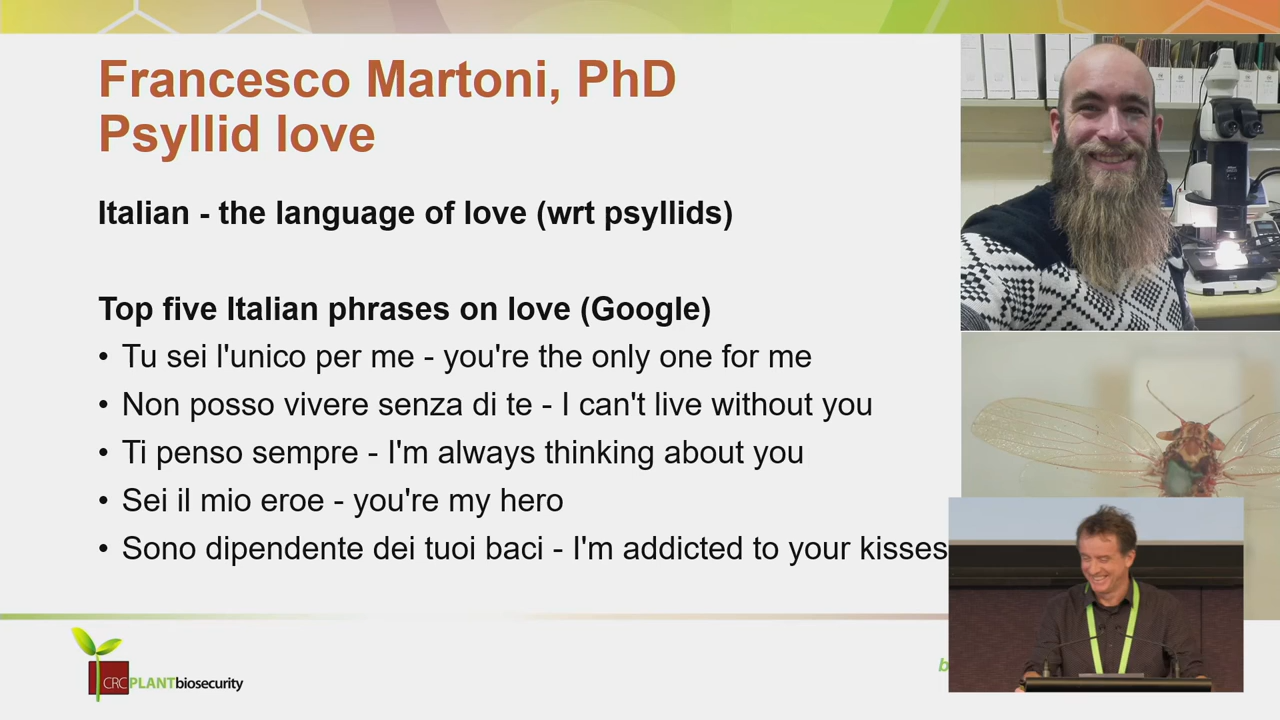 Francesco Martoni, PhD
Psyllid love
Italian - the language of love (wrt psyllids)
Top five Italian phrases on love (Google)
• Tu sei l'unico per me - you're the only one for me
• Non posso vivere senza di te - I can't live without you
• Ti penso sempre - I'm always thinking about you
• Sei il mio eroe - you're my hero
• Sono dipendente dei tuoi baci - I'm addicted to your kisses
CRCPLANTbiosecurity